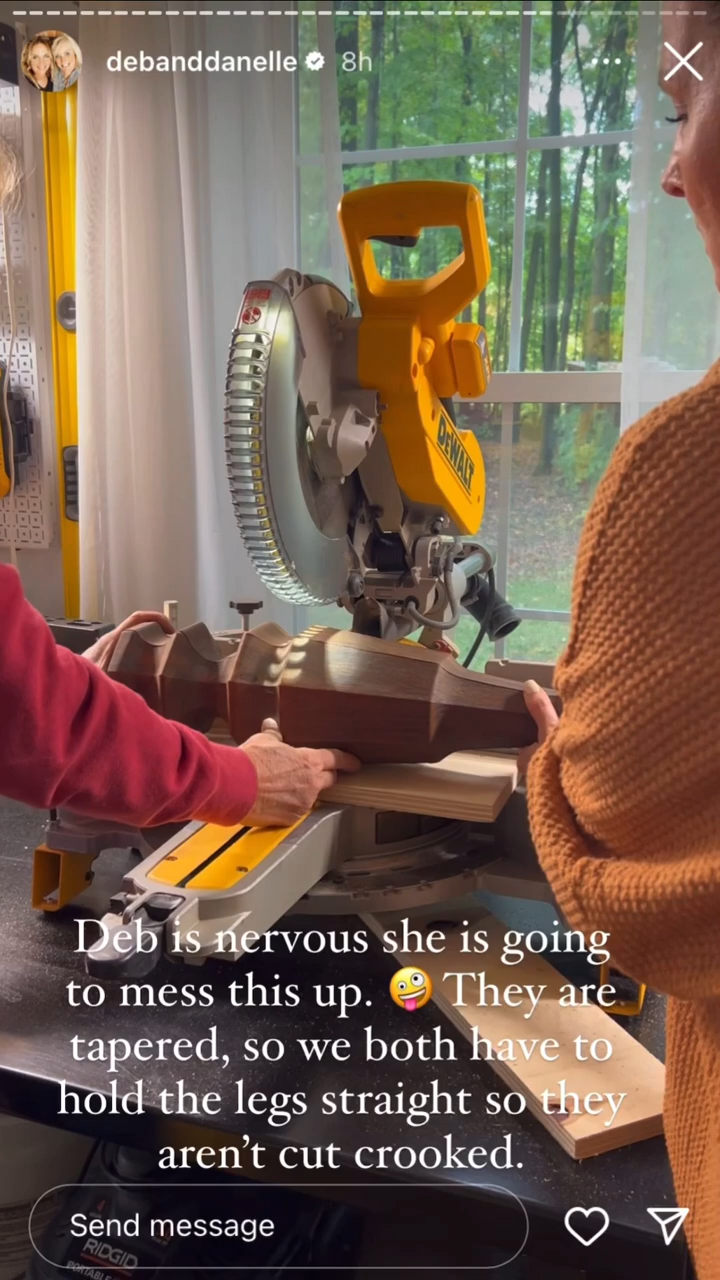 debanddanelle 8h
DEWALT
Deb is nervous she is going
to mess this up. 🤪 They are
tapered, so we both have to
hold the legs straight so they
aren't cut crooked.
Send message
RIDGID